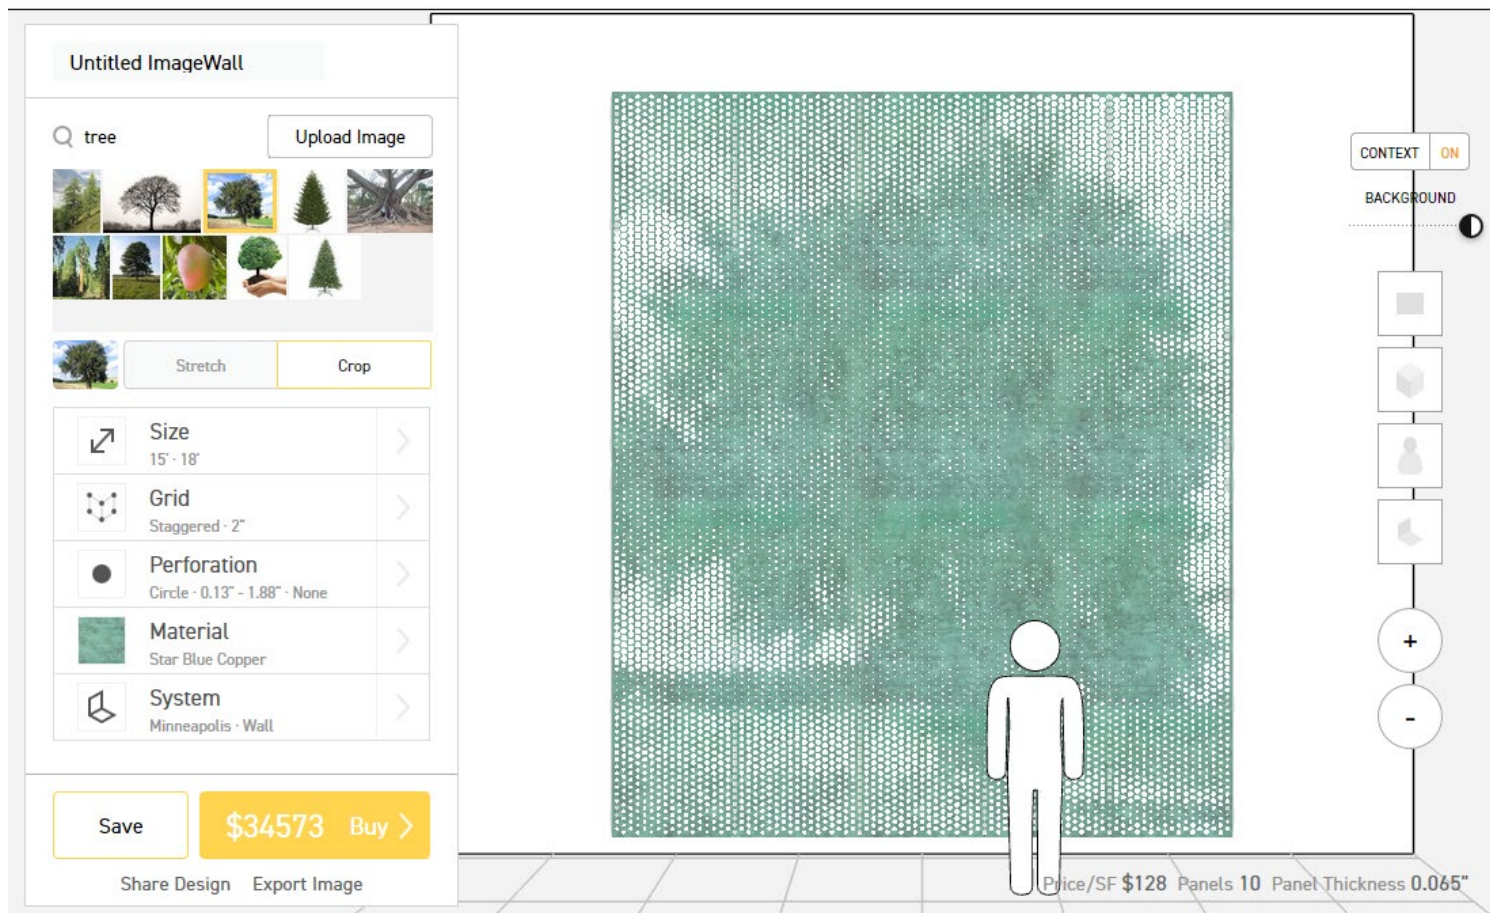 Untitled ImageWall
tree
Upload Image
Stretch
Crop
Size
15' · 18'
Grid
Staggered · 2"
Perforation
Circle · 0.13" - 1.88" · None
Material
Star Blue Copper
System
Minneapolis · Wall
Save
$34573 Buy
Share Design Export Image
CONTEXT ON
BACKGROUND
+
-
Price/SF $128 Panels 10 Panel Thickness 0.065"